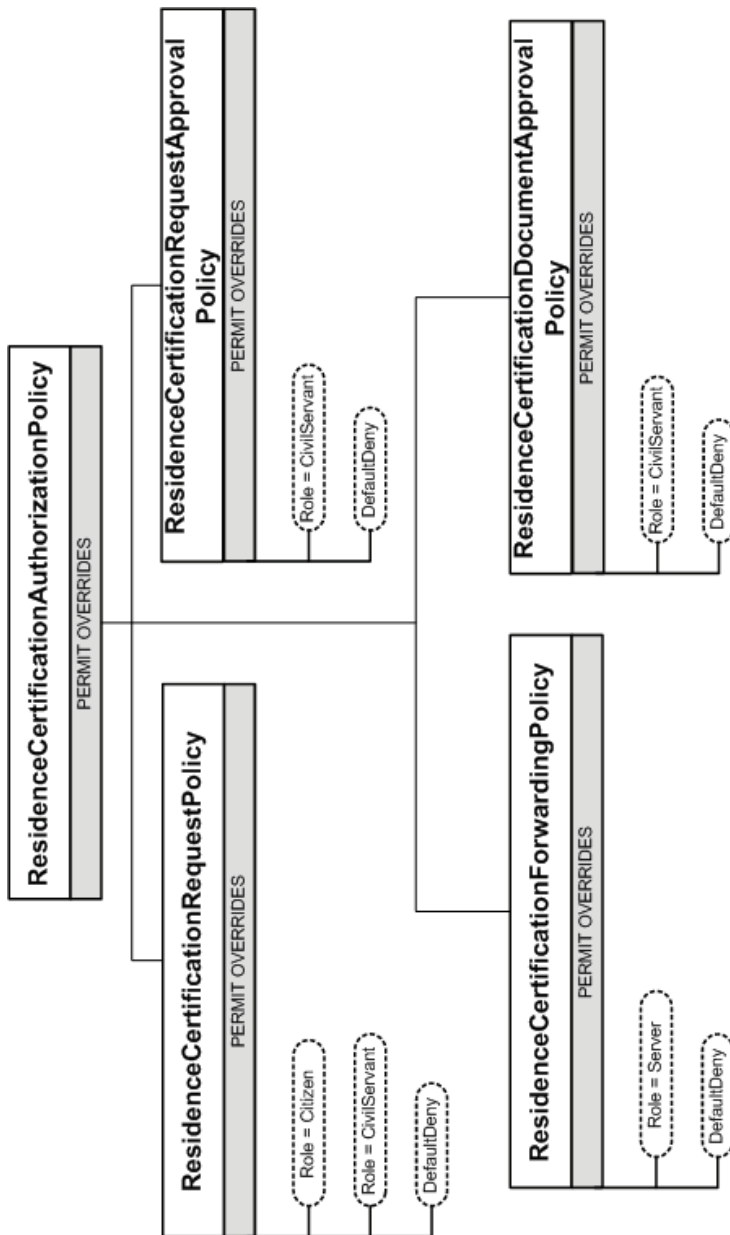 ResidenceCertificationAuthorizationPolicy
PERMIT OVERRIDES
ResidenceCertificationRequestPolicy
PERMIT OVERRIDES
Role = Citizen
Role = CivilServant
DefaultDeny
ResidenceCertificationRequestApproval
Policy
PERMIT OVERRIDES
Role = CivilServant
DefaultDeny
ResidenceCertificationForwardingPolicy
PERMIT OVERRIDES
Role = Server
DefaultDeny
ResidenceCertificationDocumentApproval
Policy
PERMIT OVERRIDES
Role = CivilServant
DefaultDeny